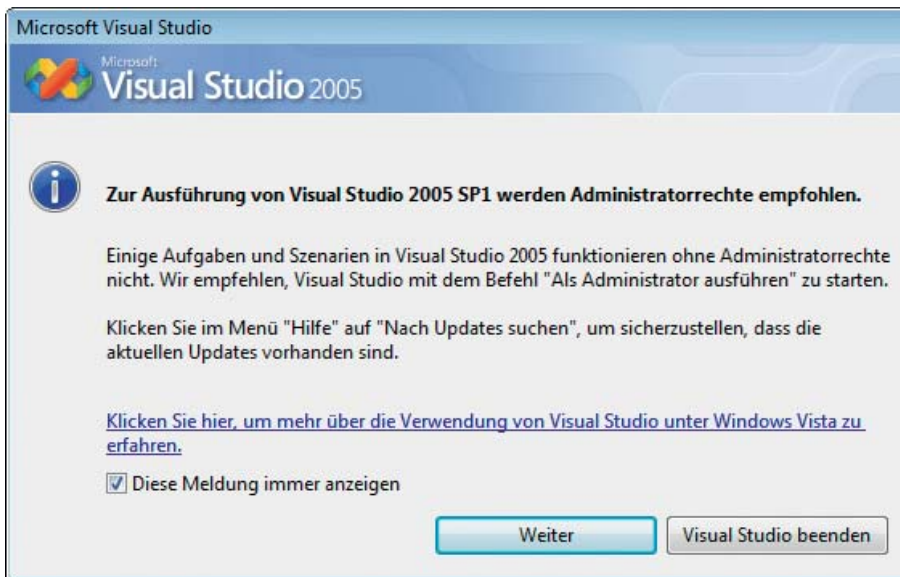 Microsoft Visual Studio
Microsoft
Visual Studio 2005
Zur Ausführung von Visual Studio 2005 SP1 werden Administratorrechte empfohlen.
Einige Aufgaben und Szenarien in Visual Studio 2005 funktionieren ohne Administratorrechte
nicht. Wir empfehlen, Visual Studio mit dem Befehl "Als Administrator ausführen" zu starten.
Klicken Sie im Menü "Hilfe" auf "Nach Updates suchen", um sicherzustellen, dass die
aktuellen Updates vorhanden sind.
Klicken Sie hier, um mehr über die Verwendung von Visual Studio unter Windows Vista zu
erfahren.
Diese Meldung immer anzeigen
Weiter
Visual Studio beenden